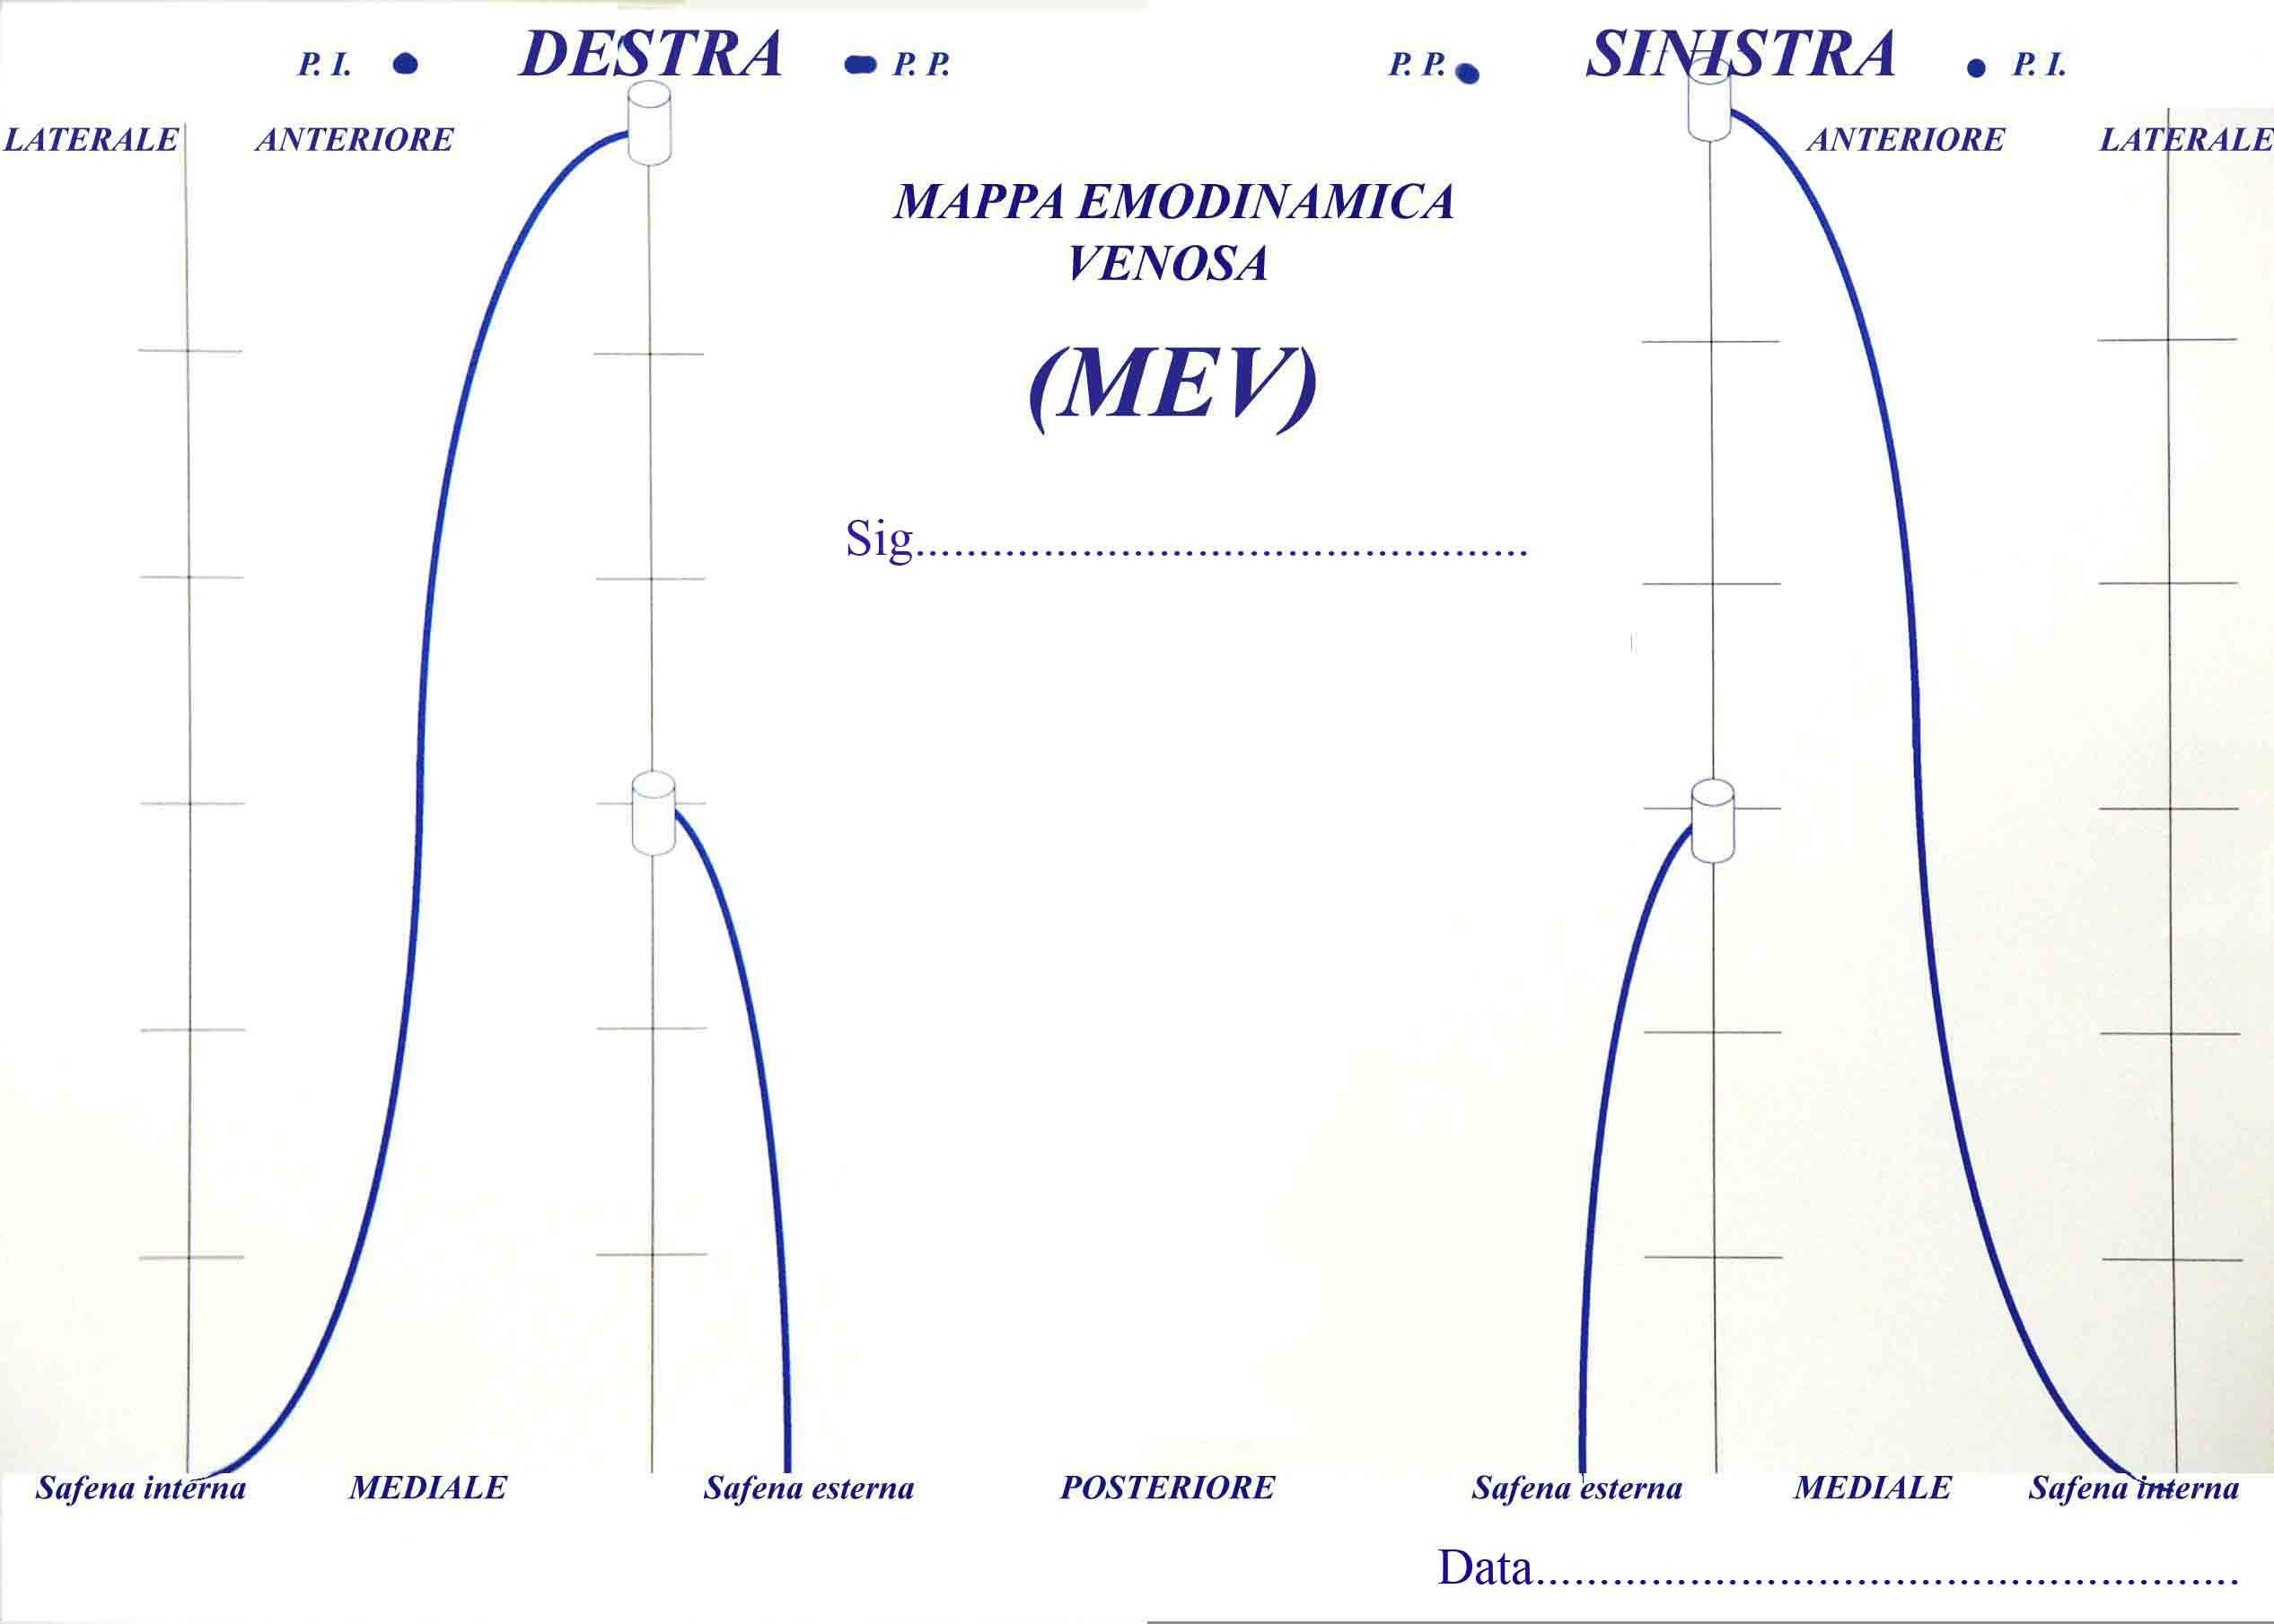 P. I. DESTRA P. P. P. P. SINISTRA P. I.
LATERALE ANTERIORE ANTERIORE LATERALE
MAPPA EMODINAMICA
VENOSA
(MEV)
Sig................................................
Safena interna MEDIALE Safena esterna POSTERIORE Safena esterna MEDIALE Safena interna
Data.......................................................